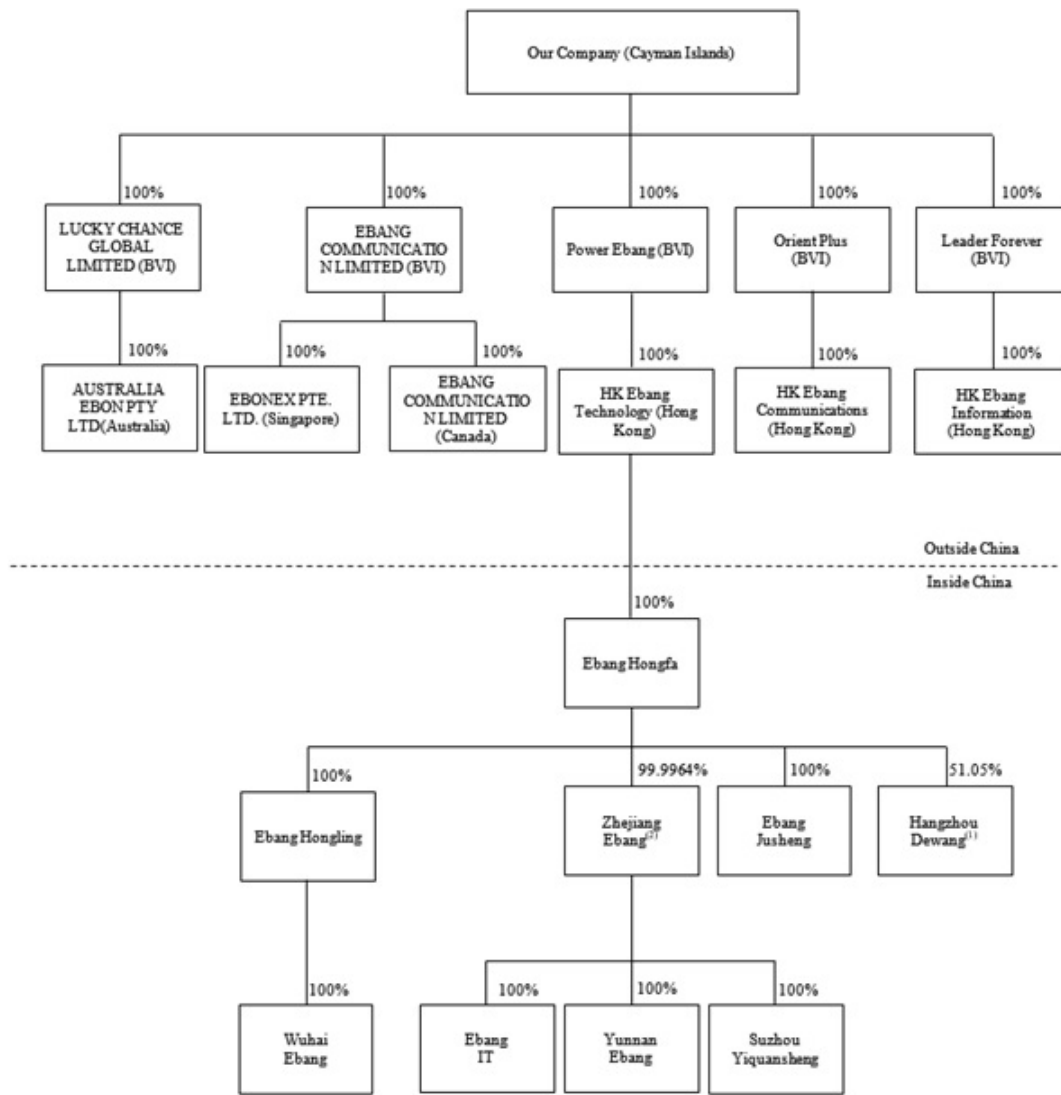 Our Company (Cayman Islands)
100%
100%
100%
100%
100%
LUCKY CHANCE
GLOBAL
LIMITED (BVI)
EBANG
COMMUNICATIO
N LIMITED (BVI)
Power Ebang (BVI)
Orient Plus
(BVI)
Leader Forever
(BVI)
100%
100%
100%
100%
100%
100%
AUSTRALIA
EBON PTY
LTD(Australia)
EBONEX PTE.
LTD. (Singapore)
EBANG
COMMUNICATIO
N LIMITED
(Canada)
HK Ebang
Technology (Hong
Kong)
HK Ebang
Communications
(Hong Kong)
HK Ebang
Information
(Hong Kong)
Outside China
Inside China
100%
Ebang Hongfa
100%
99.9964%
100%
51.05%
Ebang Hongling
Zhejiang
Ebang(2)
Ebang
Jusheng
Hangzhou
Dewang(1)
100%
100%
100%
100%
Wuhai
Ebang
Ebang
IT
Yunnan
Ebang
Suzhou
Yiquansheng